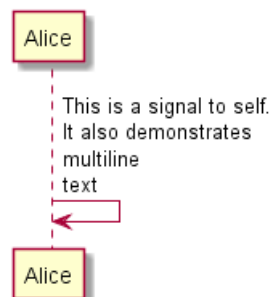 Alice
This is a signal to self.
It also demonstrates
multiline
text
Alice